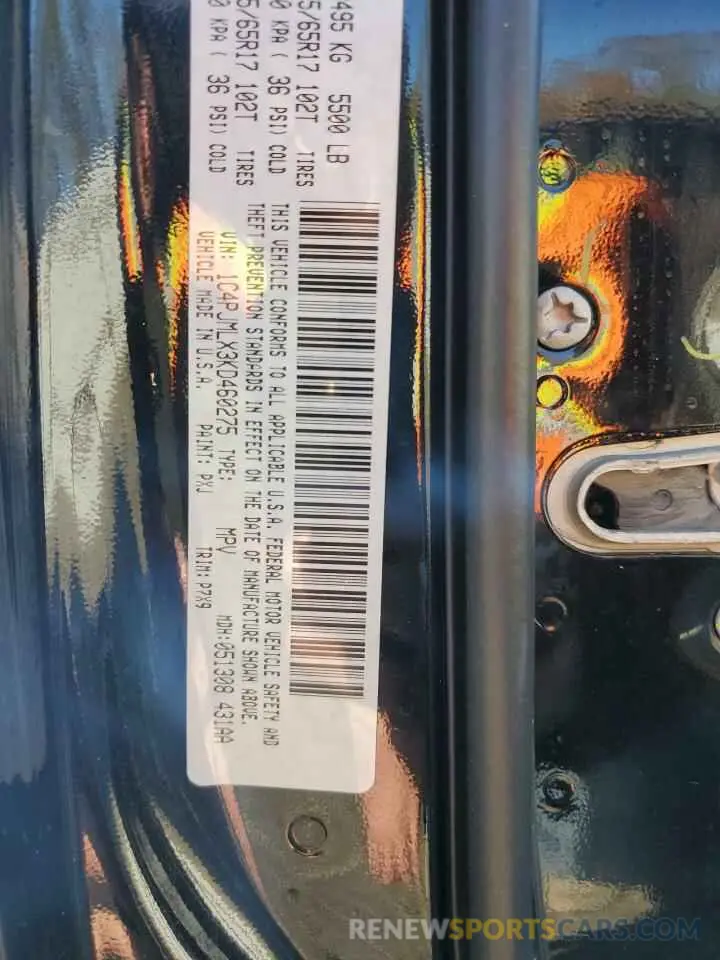 495 KG 5500 LB
5/65R17 102T TIRES
0 KPA ( 36 PSI) COLD
5/65R17 102T TIRES
0 KPA ( 36 PSI) COLD
THIS VEHICLE CONFORMS TO ALL APPLICABLE U.S.A. FEDERAL MOTOR VEHICLE SAFETY AND
THEFT PREVENTION STANDARDS IN EFFECT ON THE DATE OF MANUFACTURE SHOWN ABOVE.
VIN: 1C4PJMLX3KD460275 TYPE: MPV MDH:051308 431AA
VEHICLE MADE IN U.S.A. PAINT: PXJ TRIM: P7X9
RENEWSPORTSCARS.COM